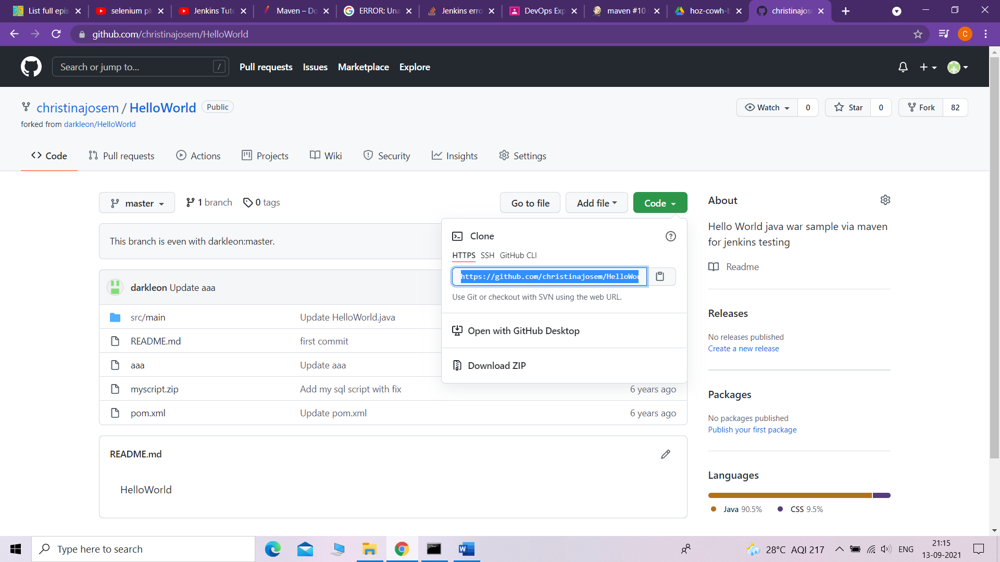 List full epis
selenium pl
Jenkins Tuto
Maven – Do
ERROR: Una
Jenkins erro
DevOps Exp
maven #10
hoz-cowh-b
christinajose
github.com/christinajosem/HelloWorld
C
Search or jump to...
/
Pull requests
Issues
Marketplace
Explore
christinajosem / HelloWorld
Public
Watch
0
Star
0
Fork
82
forked from darkleon/HelloWorld
Code
Pull requests
Actions
Projects
Wiki
Security
Insights
Settings
master
1 branch
0 tags
Go to file
Add file
Code
About
Hello World java war sample via maven
for jenkins testing
Readme
This branch is even with darkleon:master.
Clone
HTTPS
SSH
GitHub CLI
https://github.com/christinajosem/HelloWor
Use Git or checkout with SVN using the web URL.
Open with GitHub Desktop
Download ZIP
darkleon Update aaa
src/main
Update HelloWorld.java
README.md
first commit
aaa
Update aaa
myscript.zip
Add my sql script with fix
6 years ago
pom.xml
Update pom.xml
6 years ago
Releases
No releases published
Create a new release
Packages
No packages published
Publish your first package
Languages
Java 90.5%
CSS 9.5%
README.md
HelloWorld
Type here to search
28°C AQI 217
ENG
21:15
13-09-2021